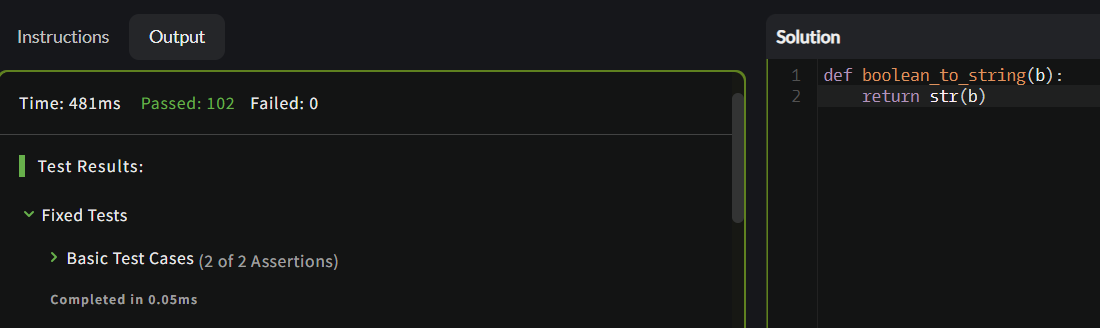 Instructions Output
Time: 481ms Passed: 102 Failed: 0
Test Results:
Fixed Tests
Basic Test Cases (2 of 2 Assertions)
Completed in 0.05ms
Solution
1 def boolean_to_string(b):
2     return str(b)